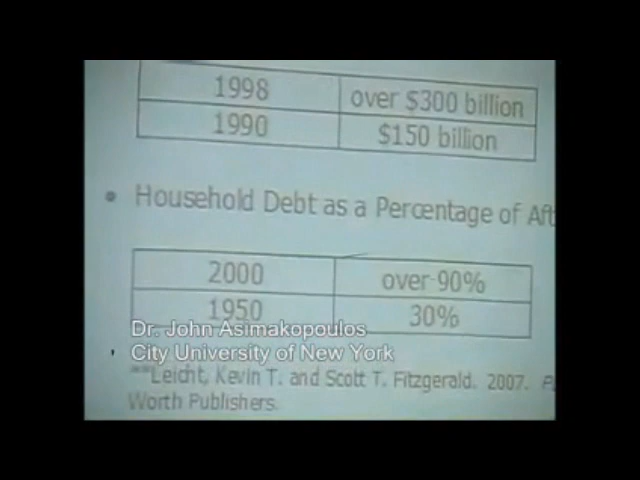 1998 over $300 billion
1990 $150 billion
• Household Debt as a Percentage of Aft
2000 over 90%
1950 30%
Dr. John Asimakopoulos
City University of New York
**Leicht, Kevin T. and Scott T. Fitzgerald. 2007. P
Worth Publishers.